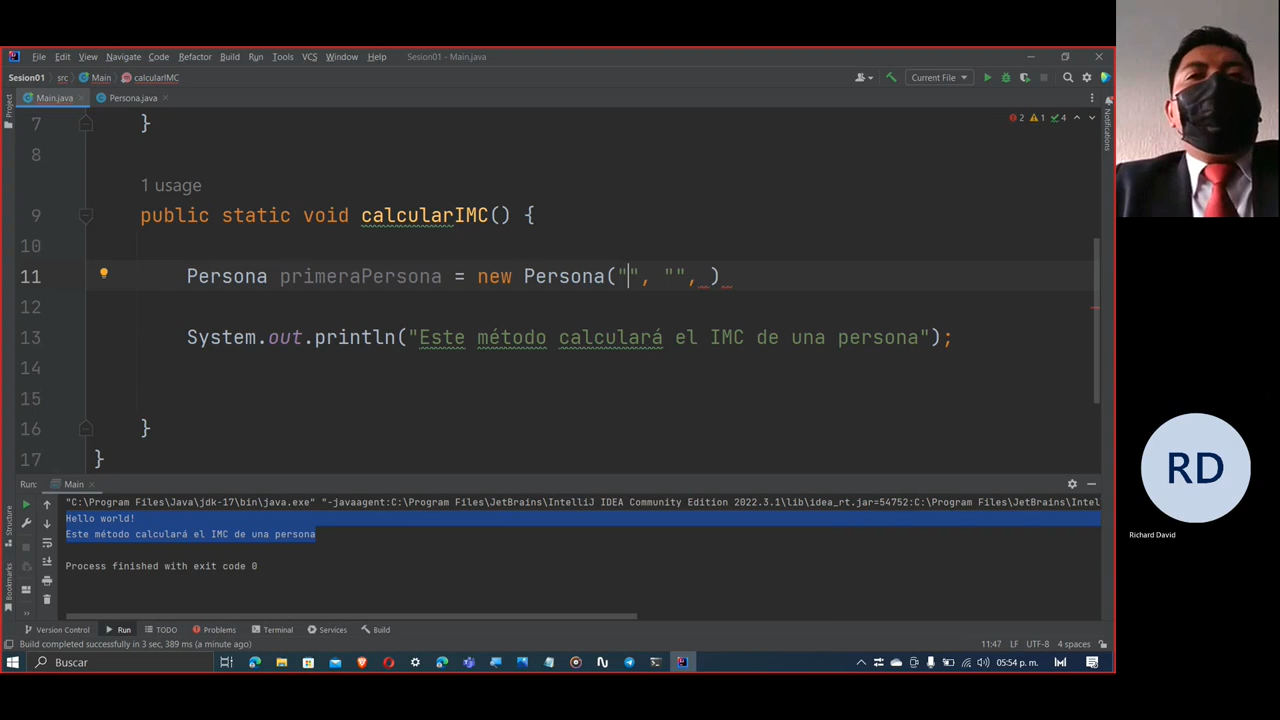 File Edit View Navigate Code Refactor Build Run Tools VCS Window Help Sesion01 - Main.java
Sesion01 src Main calcularIMC Current File
Main.java Persona.java
Project
Notifications
2 1 4
7 }
8
1 usage
9 public static void calcularIMC() {
10
11 Persona primeraPersona = new Persona("", "", )
12
13 System.out.println("Este método calculará el IMC de una persona");
14
15
16 }
17 }
Run: Main
"C:\Program Files\Java\jdk-17\bin\java.exe" "-javaagent:C:\Program Files\JetBrains\IntelliJ IDEA Community Edition 2022.3.1\lib\idea_rt.jar=54752:C:\Program Files\JetBrains\Intel
Hello world!
Este método calculará el IMC de una persona
Process finished with exit code 0
Structure
Bookmarks
Version Control Run TODO Problems Terminal Services Build
Build completed successfully in 3 sec, 389 ms (a minute ago) 11:47 LF UTF-8 4 spaces
Buscar 05:54 p. m.
RD
Richard David